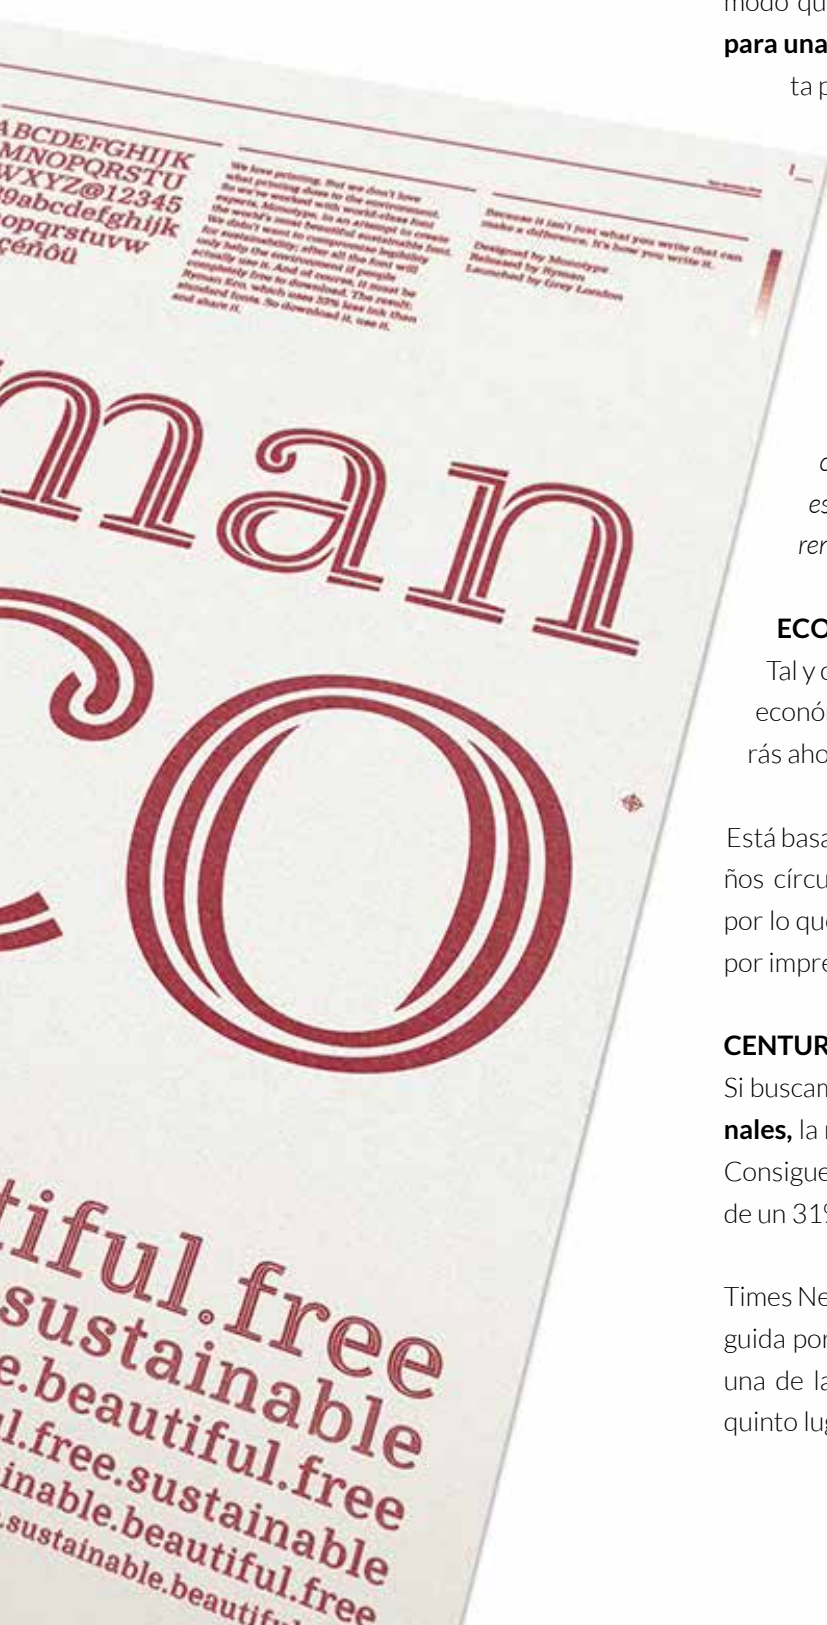 ABCDEFGHIJK
MNOPQRSTU
WXYZ@12345
9abcdefghijk
opqrstuvw
çéñôü
We love printing. But we don't love
what printing does to the environment.
So we've worked with world-class font
experts, Monotype, in an attempt to create
the world's most beautiful sustainable font.
We didn't want to compromise legibility
for sustainability; after all the font will
only help the environment if people
actually use it. And of course, it must be
completely free to download. The result:
Ryman Eco, which uses 33% less ink than
standard fonts. So download it, use it,
and share it.
Because it isn't just what you write that can
make a difference. It's how you write it.
Designed by Monotype
Released by Ryman
Launched by Grey London
man
co
tiful.free
sustainable
e.beautiful.free
l.free.sustainable
inable.beautiful.free
.sustainable.beautif
modo qu
para una
ta p
es
rer
ECO
Tal y c
econó
rás aho
Está basa
ños círcu
por lo que
por impre
CENTUR
Si buscam
nales, la
Consigue
de un 31%
Times Ne
guida por
una de la
quinto lug